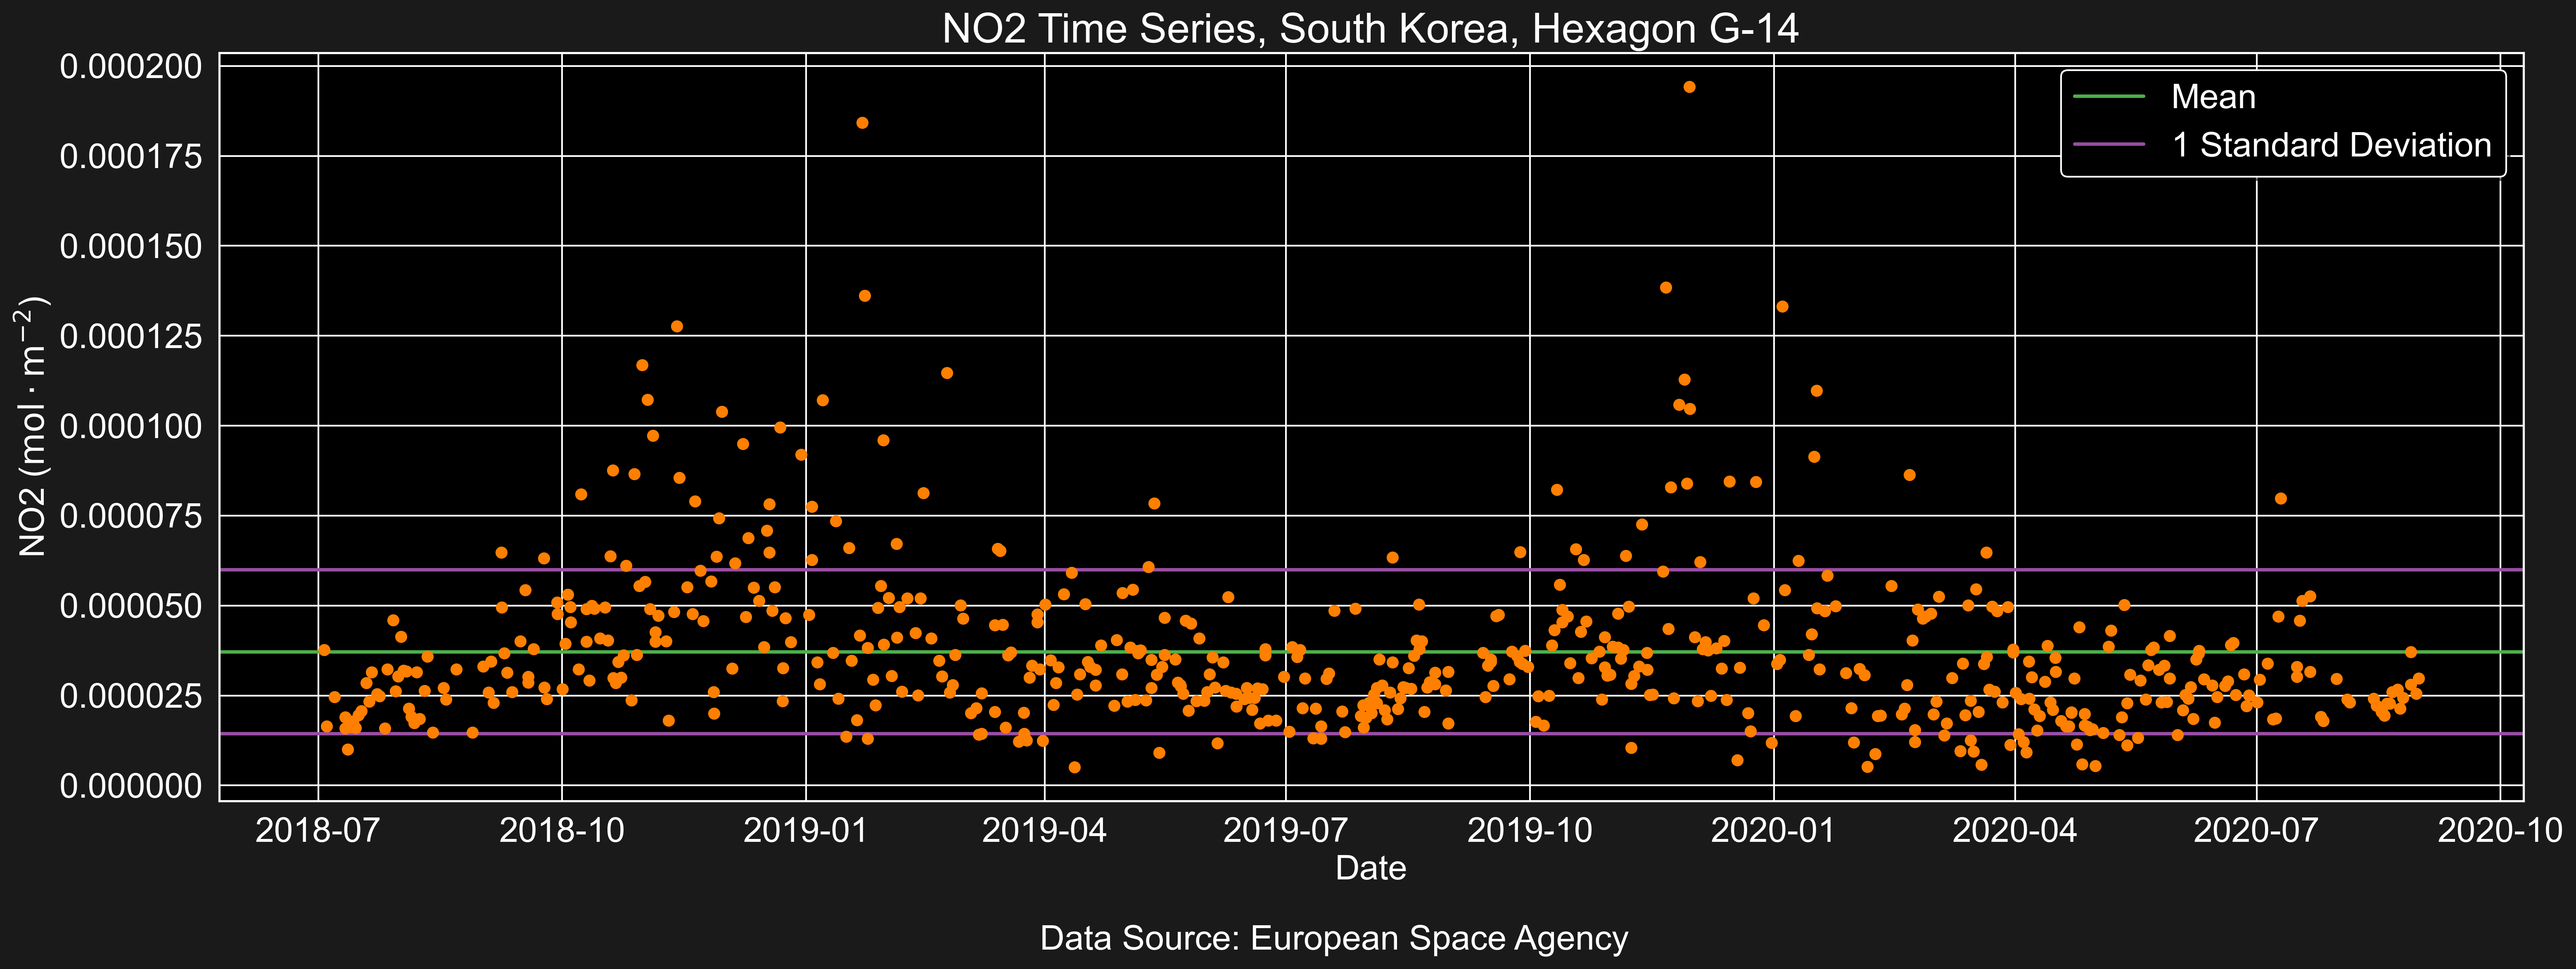 NO2 Time Series, South Korea, Hexagon G-14
0.000200
0.000175
0.000150
0.000125
0.000100
0.000075
0.000050
0.000025
0.000000
NO2 (mol · m⁻²)
Mean
1 Standard Deviation
2018-07 2018-10 2019-01 2019-04 2019-07 2019-10 2020-01 2020-04 2020-07 2020-10
Date
Data Source: European Space Agency